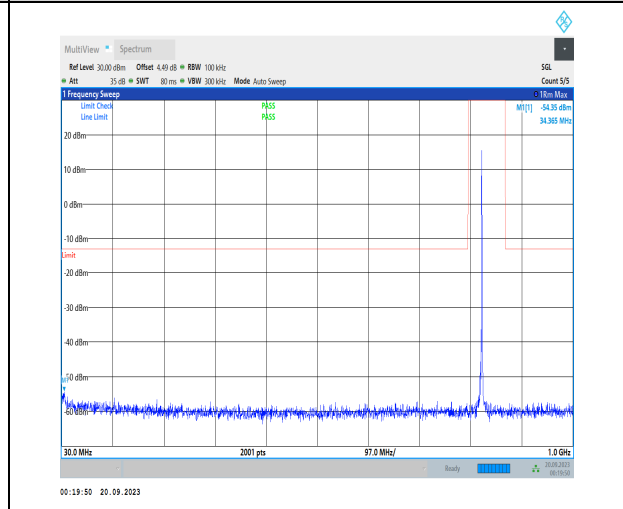 MultiView Spectrum
Ref Level 30.00 dBm Offset 4.49 dB RBW 100 kHz SGL
Att 35 dB SWT 80 ms VBW 300 kHz Mode Auto Sweep Count 5/5
1 Frequency Sweep 1Rm Max
Limit Check PASS M1[1] -54.35 dBm
Line Limit PASS 34.365 MHz
20 dBm
10 dBm
0 dBm
-10 dBm
Limit
-20 dBm
-30 dBm
-40 dBm
M1
-50 dBm
-60 dBm
30.0 MHz 2001 pts 97.0 MHz/ 1.0 GHz
Ready 20.09.2023
00:19:50
00:19:50 20.09.2023